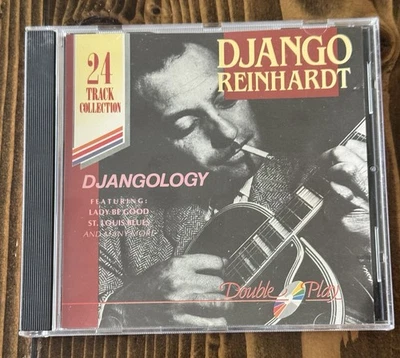 24
TRACK
COLLECTION
DJANGO
REINHARDT
DJANGOLOGY
FEATURING:
LADY BE GOOD
ST. LOUIS BLUES
AND MANY MORE
Double Play